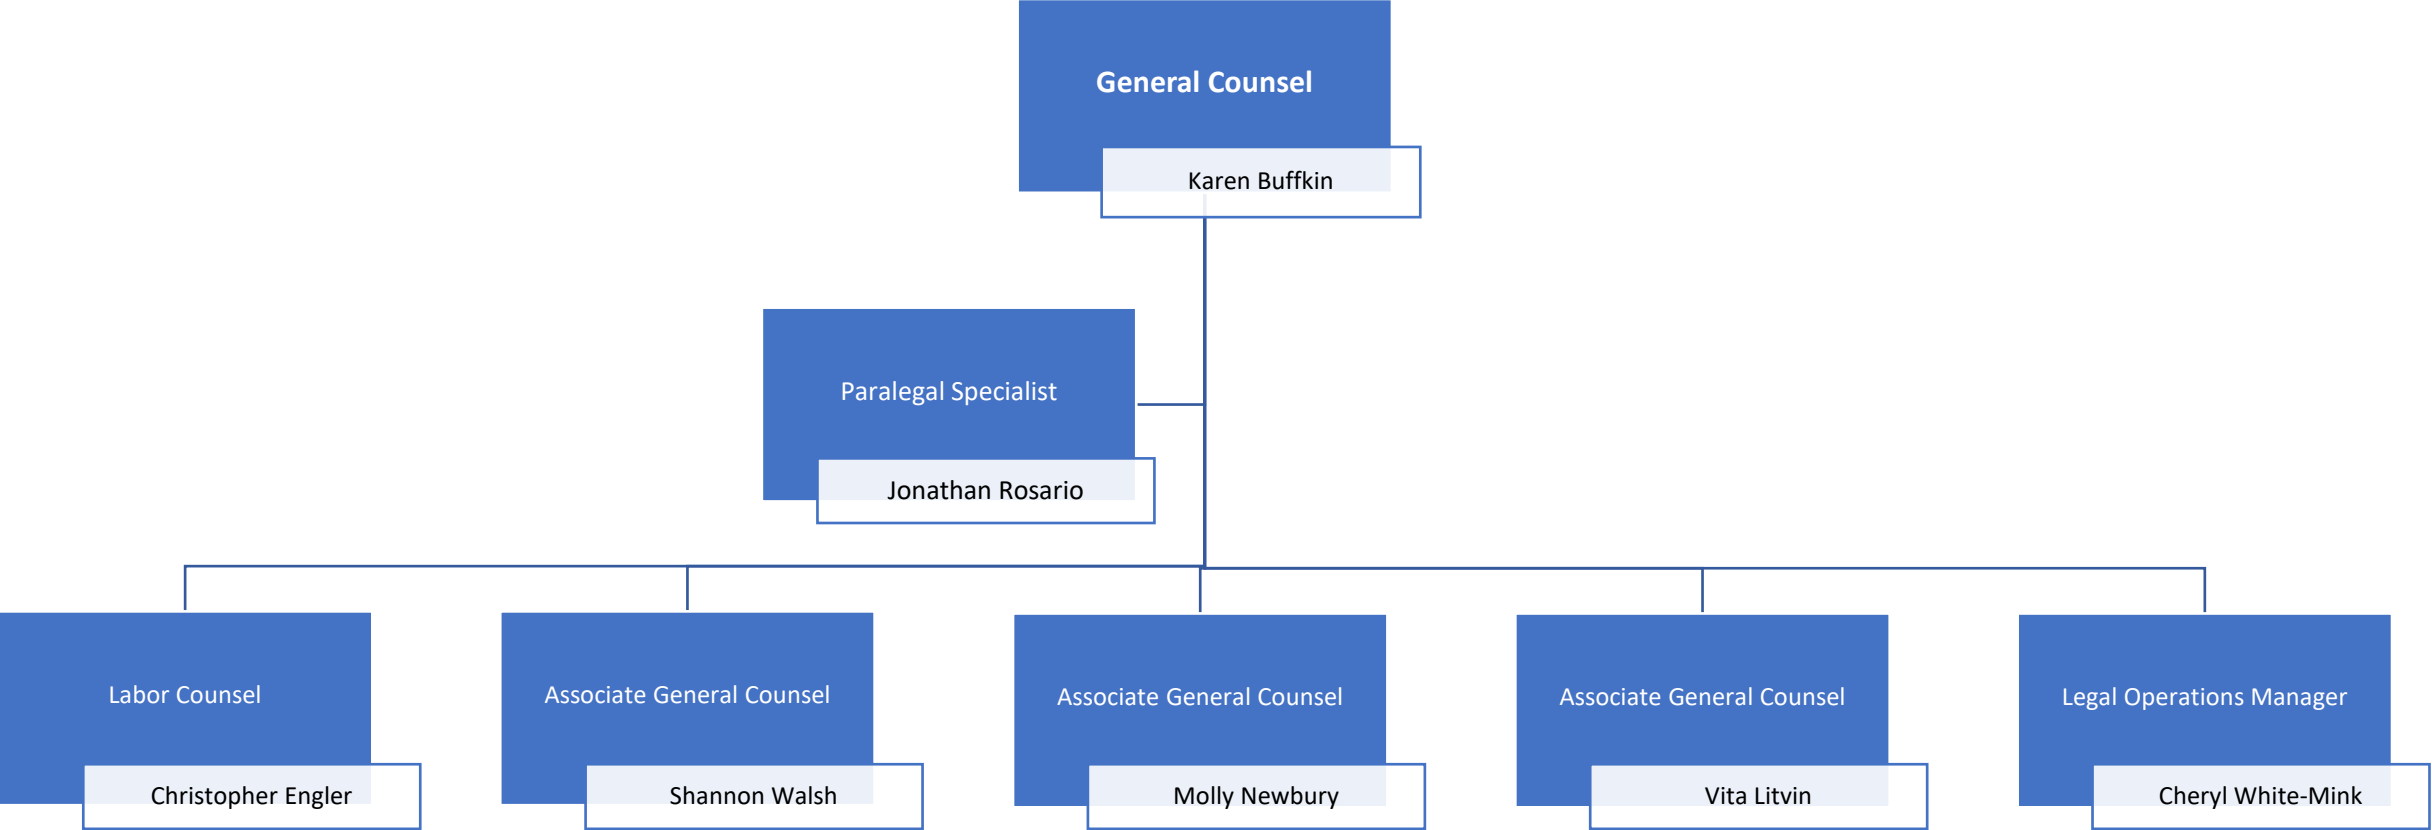 General Counsel
Karen Buffkin
Paralegal Specialist
Jonathan Rosario
Labor Counsel
Christopher Engler
Associate General Counsel
Shannon Walsh
Associate General Counsel
Molly Newbury
Associate General Counsel
Vita Litvin
Legal Operations Manager
Cheryl White-Mink